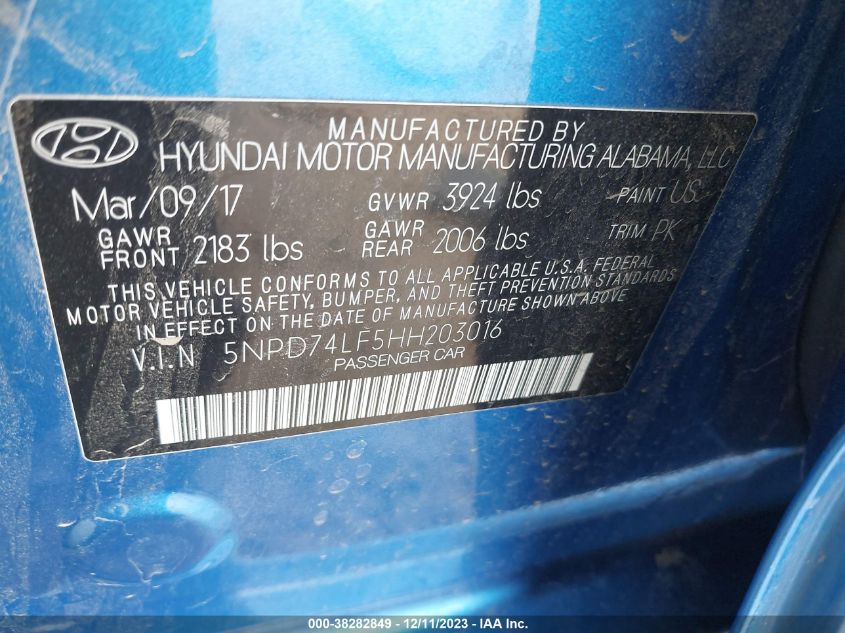 MANUFACTURED BY
HYUNDAI MOTOR MANUFACTURING ALABAMA, LLC
Mar/09/17 GVWR 3924 lbs PAINT US
GAWR FRONT 2183 lbs GAWR REAR 2006 lbs TRIM PK
THIS VEHICLE CONFORMS TO ALL APPLICABLE U.S.A. FEDERAL
MOTOR VEHICLE SAFETY, BUMPER, AND THEFT PREVENTION STANDARDS
IN EFFECT ON THE DATE OF MANUFACTURE SHOWN ABOVE
V.I.N 5NPD74LF5HH203016
PASSENGER CAR
000-38282849 - 12/11/2023 - IAA Inc.